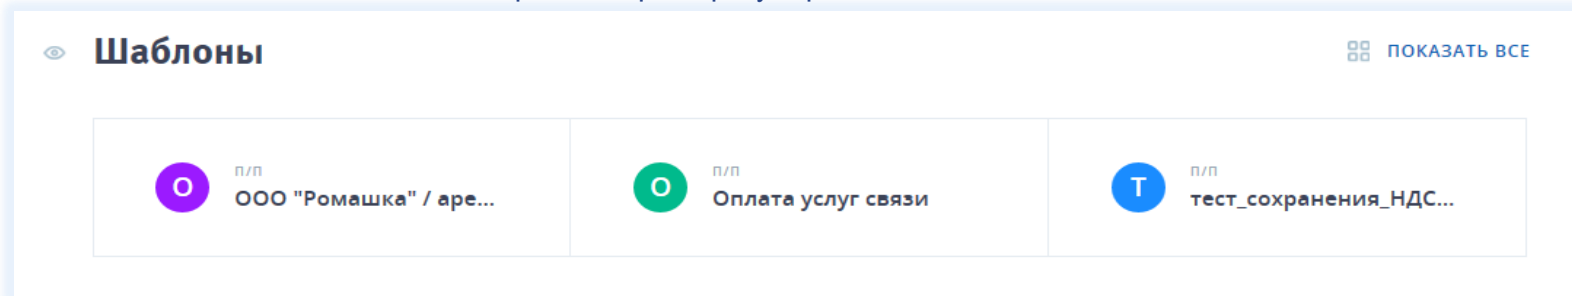 Шаблоны
ПОКАЗАТЬ ВСЕ
О
П/П
ООО "Ромашка" / аре...
О
П/П
Оплата услуг связи
Т
П/П
тест_сохранения_НДС...